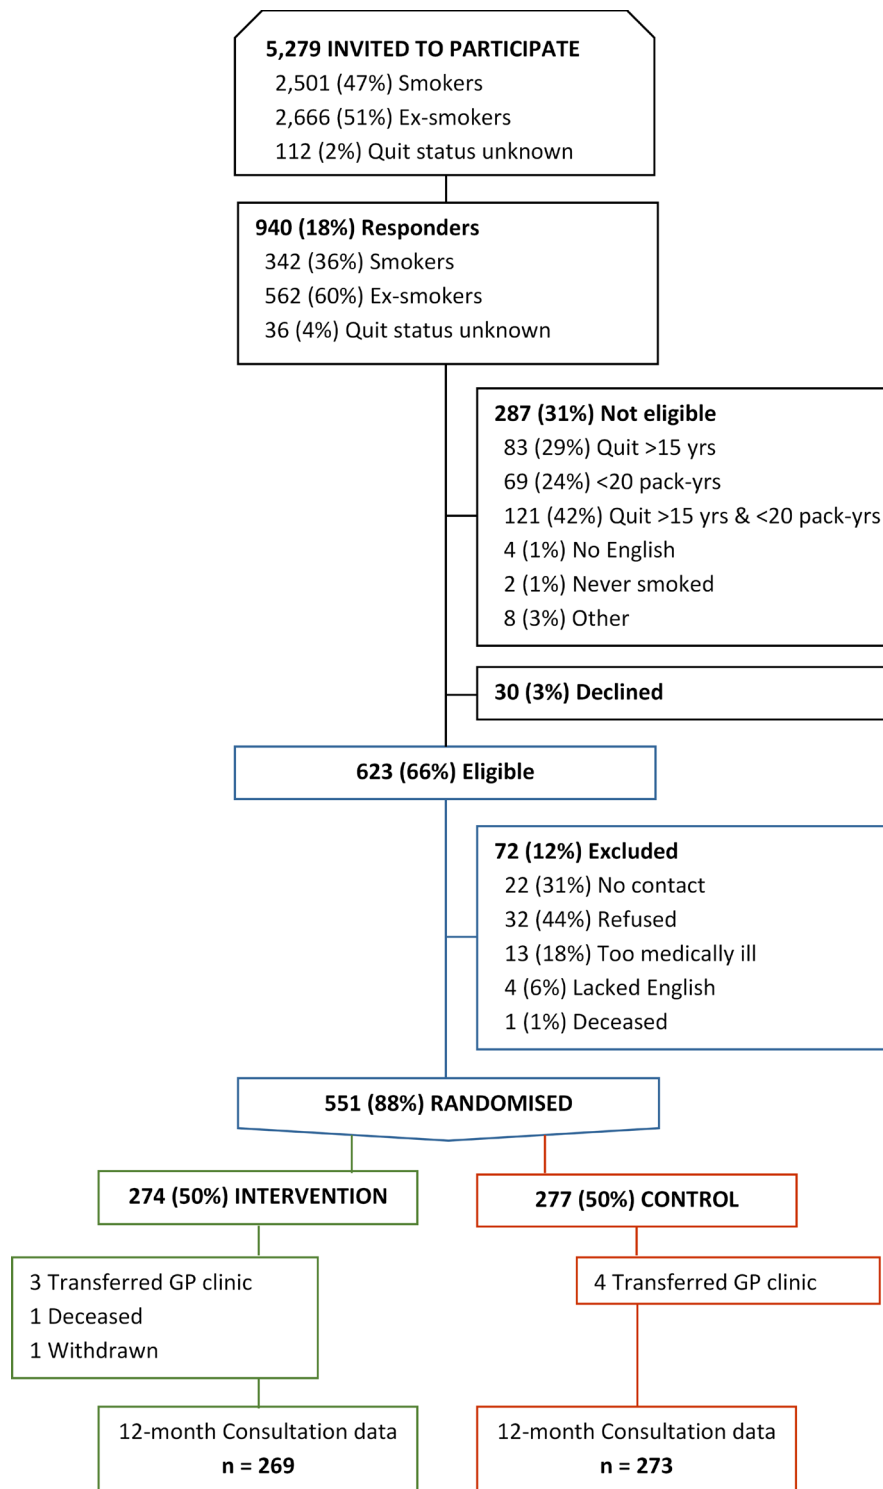 5,279 INVITED TO PARTICIPATE
2,501 (47%) Smokers
2,666 (51%) Ex-smokers
112 (2%) Quit status unknown
940 (18%) Responders
342 (36%) Smokers
562 (60%) Ex-smokers
36 (4%) Quit status unknown
287 (31%) Not eligible
83 (29%) Quit >15 yrs
69 (24%) <20 pack-yrs
121 (42%) Quit >15 yrs & <20 pack-yrs
4 (1%) No English
2 (1%) Never smoked
8 (3%) Other
30 (3%) Declined
623 (66%) Eligible
72 (12%) Excluded
22 (31%) No contact
32 (44%) Refused
13 (18%) Too medically ill
4 (6%) Lacked English
1 (1%) Deceased
551 (88%) RANDOMISED
274 (50%) INTERVENTION
277 (50%) CONTROL
3 Transferred GP clinic
1 Deceased
1 Withdrawn
4 Transferred GP clinic
12-month Consultation data
n = 269
12-month Consultation data
n = 273